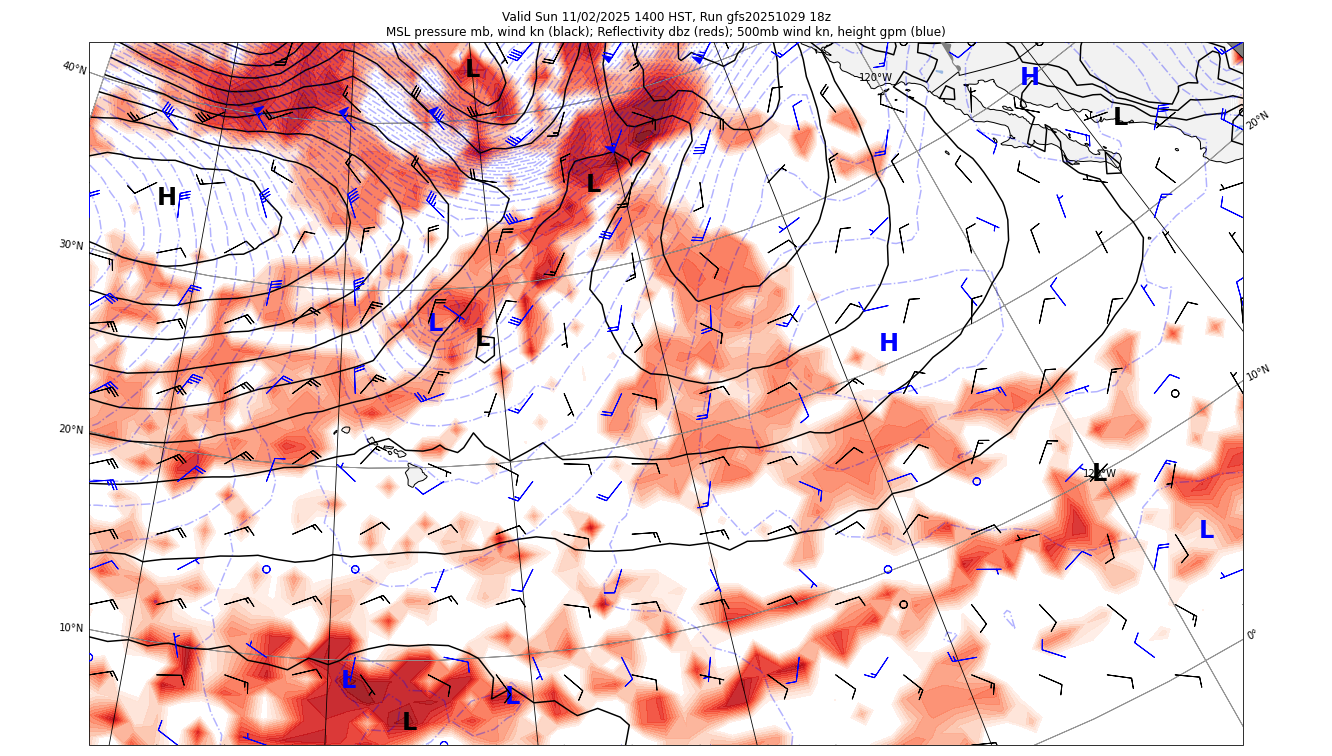 Valid Sun 11/02/2025 1400 HST, Run gfs20251029 18z
MSL pressure mb, wind kn (black); Reflectivity dbz (reds); 500mb wind kn, height gpm (blue)
40°N
L
120°W
H
L
20°N
H
L
30°N
L
L
H
10°N
20°N
120°W
L
L
10°N
0°
L
L
L